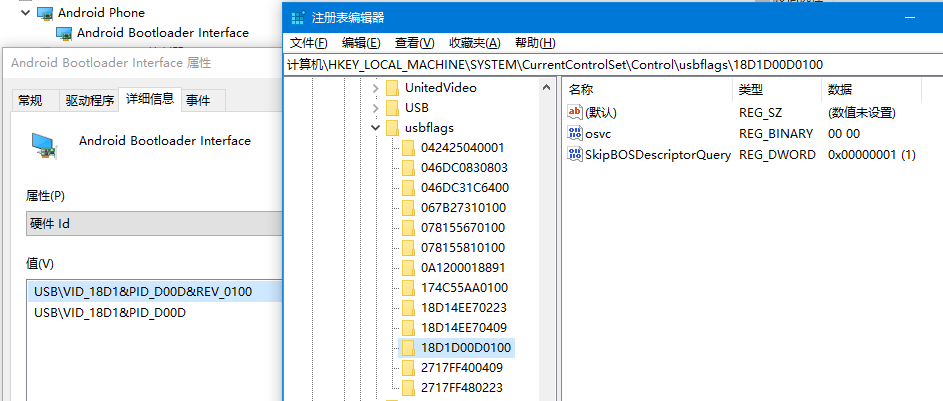 Android Phone
Android Bootloader Interface
Android Bootloader Interface 属性
常规 驱动程序 详细信息 事件
Android Bootloader Interface
属性(P)
硬件 Id
值(V)
USB\VID_18D1&PID_D00D&REV_0100
USB\VID_18D1&PID_D00D
注册表编辑器
文件(F) 编辑(E) 查看(V) 收藏夹(A) 帮助(H)
计算机\HKEY_LOCAL_MACHINE\SYSTEM\CurrentControlSet\Control\usbflags\18D1D00D0100
UnitedVideo
USB
usbflags
042425040001
046DC0830803
046DC31C6400
067B27310100
078155670100
078155810100
0A1200018891
174C55AA0100
18D14EE70223
18D14EE70409
18D1D00D0100
2717FF400409
2717FF480223
名称 类型 数据
(默认) REG_SZ (数值未设置)
osvc REG_BINARY 00 00
SkipBOSDescriptorQuery REG_DWORD 0x00000001 (1)